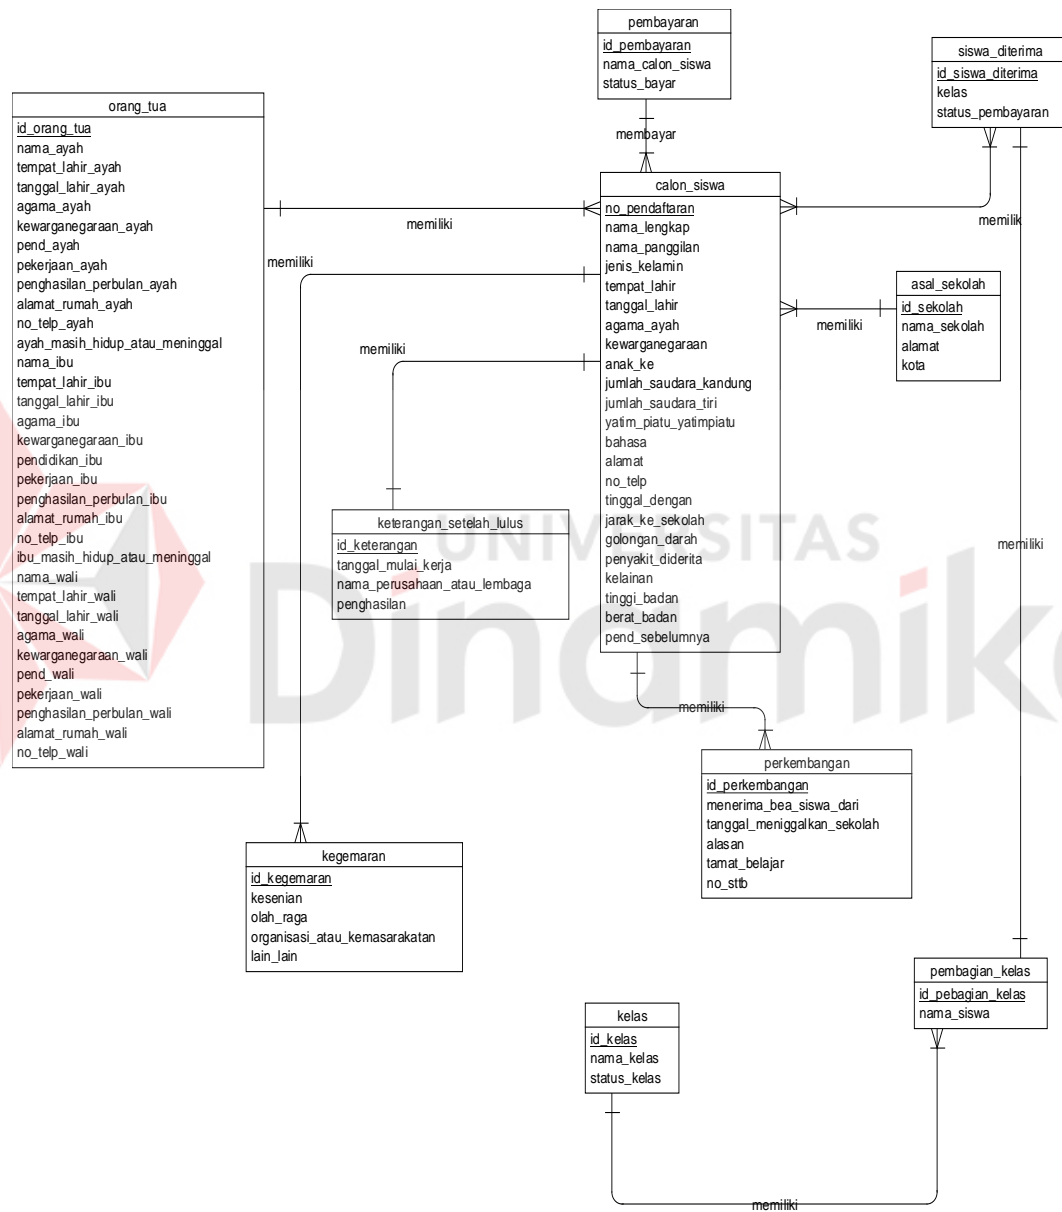 pembayaran
id_pembayaran
nama_calon_siswa
status_bayar
siswa_diterima
id_siswa_diterima
kelas
status_pembayaran
orang_tua
id_orang_tua
nama_ayah
tempat_lahir_ayah
tanggal_lahir_ayah
agama_ayah
kewarganegaraan_ayah
pend_ayah
pekerjaan_ayah
penghasilan_perbulan_ayah
alamat_rumah_ayah
no_telp_ayah
ayah_masih_hidup_atau_meninggal
nama_ibu
tempat_lahir_ibu
tanggal_lahir_ibu
agama_ibu
kewarganegaraan_ibu
pendidikan_ibu
pekerjaan_ibu
penghasilan_perbulan_ibu
alamat_rumah_ibu
no_telp_ibu
ibu_masih_hidup_atau_meninggal
nama_wali
tempat_lahir_wali
tanggal_lahir_wali
agama_wali
kewarganegaraan_wali
pend_wali
pekerjaan_wali
penghasilan_perbulan_wali
alamat_rumah_wali
no_telp_wali
membayar
memiliki
memiliki
memiliki
calon_siswa
no_pendaftaran
nama_lengkap
nama_panggilan
jenis_kelamin
tempat_lahir
tanggal_lahir
agama_ayah
kewarganegaraan
anak_ke
jumlah_saudara_kandung
jumlah_saudara_tiri
yatim_piatu_yatimpiatu
bahasa
alamat
no_telp
tinggal_dengan
jarak_ke_sekolah
golongan_darah
penyakit_diderita
kelainan
tinggi_badan
berat_badan
pend_sebelumnya
memilik
memiliki
asal_sekolah
id_sekolah
nama_sekolah
alamat
kota
keterangan_setelah_lulus
id_keterangan
tanggal_mulai_kerja
nama_perusahaan_atau_lembaga
penghasilan
UNIVERSITAS
Dinamika
memiliki
memiliki
perkembangan
id_perkembangan
menerima_bea_siswa_dari
tanggal_meniggalkan_sekolah
alasan
tamat_belajar
no_sttb
kegemaran
id_kegemaran
kesenian
olah_raga
organisasi_atau_kemasarakatan
lain_lain
pembagian_kelas
id_pebagian_kelas
nama_siswa
kelas
id_kelas
nama_kelas
status_kelas
memiliki